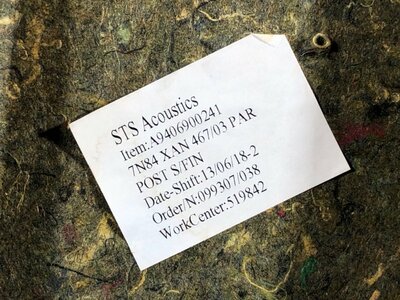 STS Acoustics
Item:A9406900241
7N84 XAN 467/03 PAR
POST S/FIN
Date-Shift:13/06/18-2
Order/N:099307/038
WorkCenter:519842